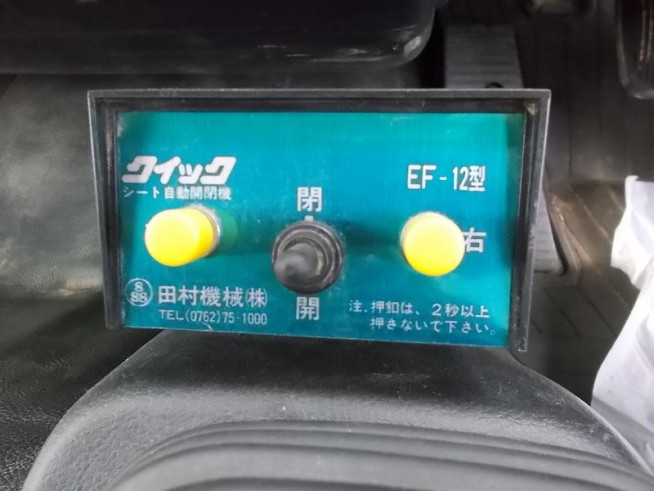 クイック
シート自動開閉機
EF-12型
閉
右
開
田村機械(株)
TEL(0762)75-1000
注.押釦は、2秒以上
押さないで下さい。